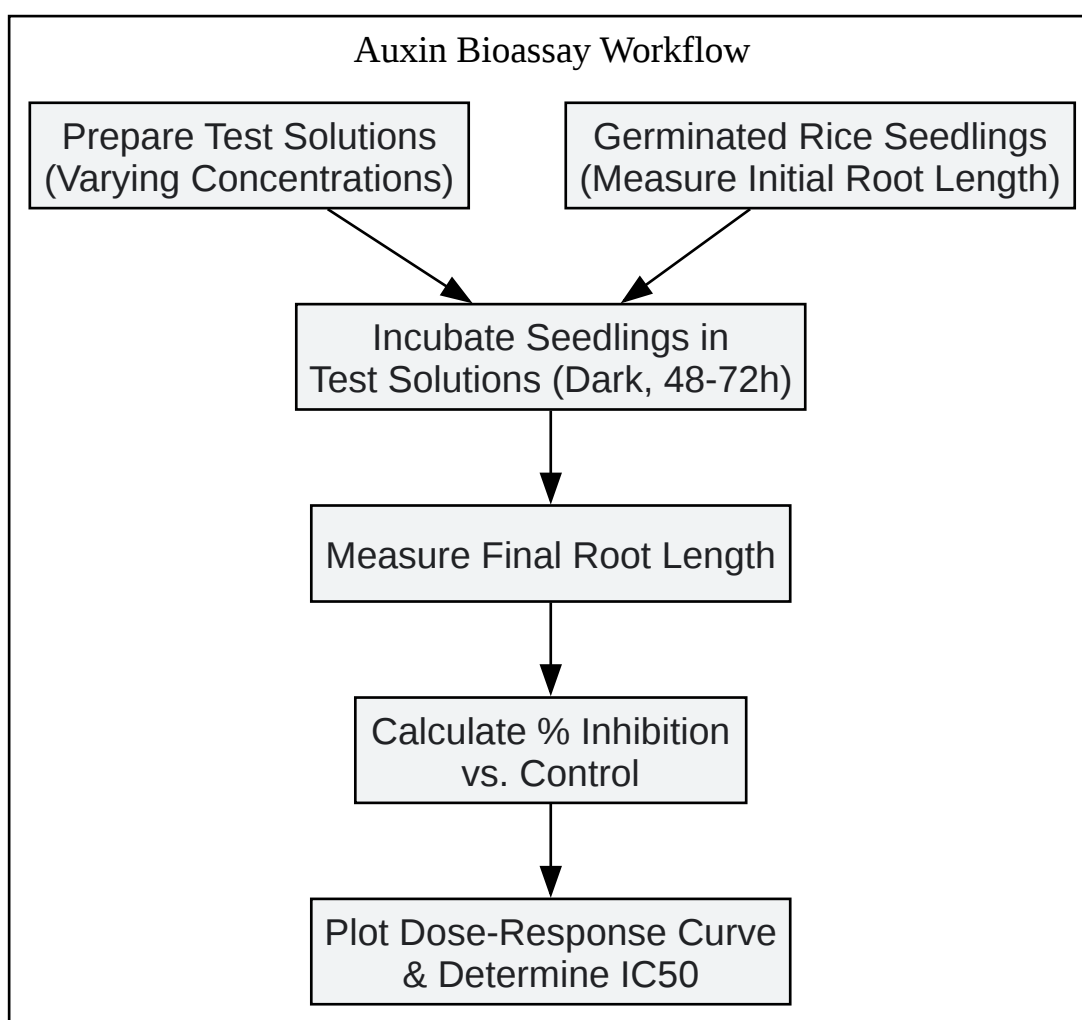 Auxin Bioassay Workflow
Prepare Test Solutions
(Varying Concentrations)
Germinated Rice Seedlings
(Measure Initial Root Length)
Incubate Seedlings in
Test Solutions (Dark, 48-72h)
Measure Final Root Length
Calculate % Inhibition
vs. Control
Plot Dose-Response Curve
& Determine IC50